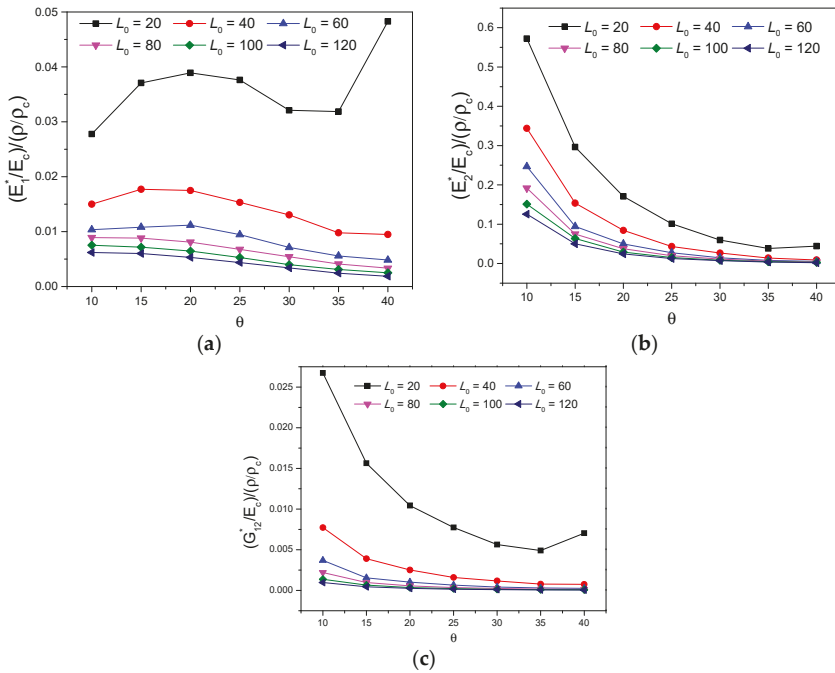 0.05
0.04
0.03
0.02
0.01
0.00
(E*1/Ec)/(ρ/ρc)
L0 = 20 L0 = 40 L0 = 60
L0 = 80 L0 = 100 L0 = 120
10 15 20 25 30 35 40
θ
(a)
0.6
0.5
0.4
0.3
0.2
0.1
0.0
(E*2/Ec)/(ρ/ρc)
L0 = 20 L0 = 40 L0 = 60
L0 = 80 L0 = 100 L0 = 120
10 15 20 25 30 35 40
θ
(b)
0.025
0.020
0.015
0.010
0.005
0.000
(G*12/Ec)/(ρ/ρc)
L0 = 20 L0 = 40 L0 = 60
L0 = 80 L0 = 100 L0 = 120
10 15 20 25 30 35 40
θ
(c)